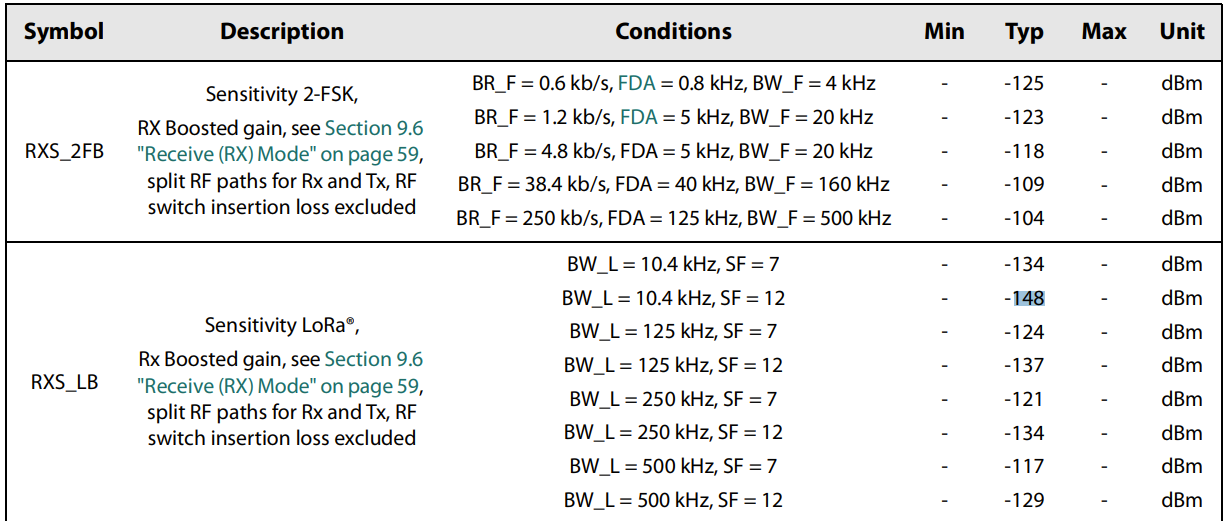 Symbol Description Conditions Min Typ Max Unit
RXS_2FB
Sensitivity 2-FSK,
RX Boosted gain, see Section 9.6
"Receive (RX) Mode" on page 59,
split RF paths for Rx and Tx, RF
switch insertion loss excluded
BR_F = 0.6 kb/s, FDA = 0.8 kHz, BW_F = 4 kHz - -125 - dBm
BR_F = 1.2 kb/s, FDA = 5 kHz, BW_F = 20 kHz - -123 - dBm
BR_F = 4.8 kb/s, FDA = 5 kHz, BW_F = 20 kHz - -118 - dBm
BR_F = 38.4 kb/s, FDA = 40 kHz, BW_F = 160 kHz - -109 - dBm
BR_F = 250 kb/s, FDA = 125 kHz, BW_F = 500 kHz - -104 - dBm
RXS_LB
Sensitivity LoRa®,
Rx Boosted gain, see Section 9.6
"Receive (RX) Mode" on page 59,
split RF paths for Rx and Tx, RF
switch insertion loss excluded
BW_L = 10.4 kHz, SF = 7 - -134 - dBm
BW_L = 10.4 kHz, SF = 12 - -148 - dBm
BW_L = 125 kHz, SF = 7 - -124 - dBm
BW_L = 125 kHz, SF = 12 - -137 - dBm
BW_L = 250 kHz, SF = 7 - -121 - dBm
BW_L = 250 kHz, SF = 12 - -134 - dBm
BW_L = 500 kHz, SF = 7 - -117 - dBm
BW_L = 500 kHz, SF = 12 - -129 - dBm